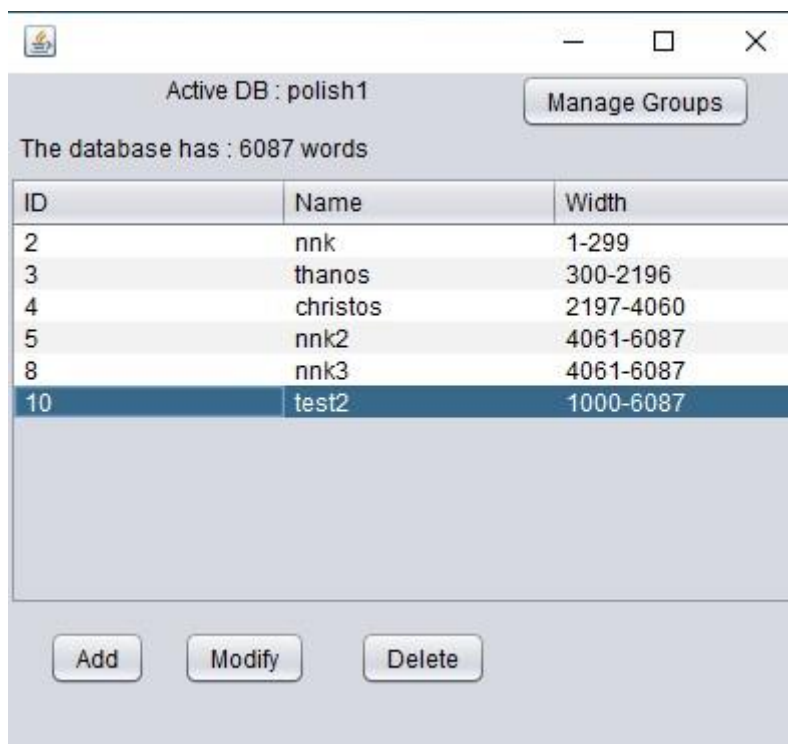 Active DB : polish1
Manage Groups
The database has : 6087 words
ID Name Width
2 nnk 1-299
3 thanos 300-2196
4 christos 2197-4060
5 nnk2 4061-6087
8 nnk3 4061-6087
10 test2 1000-6087
Add Modify Delete